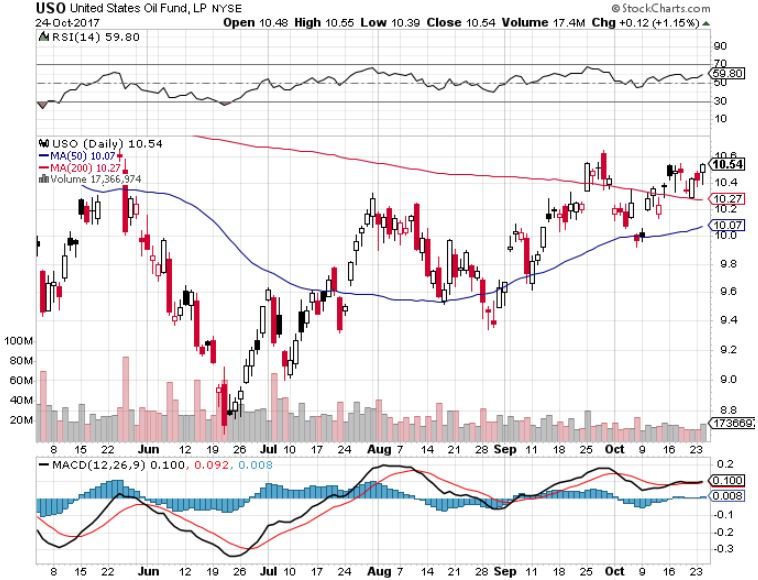 USO United States Oil Fund, LP NYSE © StockCharts.com
24-Oct-2017 Open 10.48 High 10.55 Low 10.39 Close 10.54 Volume 17.4M Chg +0.12 (+1.15%)
RSI(14) 59.80
90
70
59.80
50
30
10
USO (Daily) 10.54
MA(50) 10.07
MA(200) 10.27
Volume 17,366,974
10.6
10.54
10.4
10.27
10.2
10.07
10.0
9.8
9.6
9.4
9.2
9.0
8.8
100M
80M
60M
40M
20M
8 15 22 Jun 12 19 26 Jul 10 17 24 Aug 7 14 21 28 Sep 11 18 25 Oct 9 16 23
MACD(12,26,9) 0.100, 0.092, 0.008
0.2
0.100
0.008
-0.1
-0.2
-0.3
8 15 22 Jun 12 19 26 Jul 10 17 24 Aug 7 14 21 28 Sep 11 18 25 Oct 9 16 23